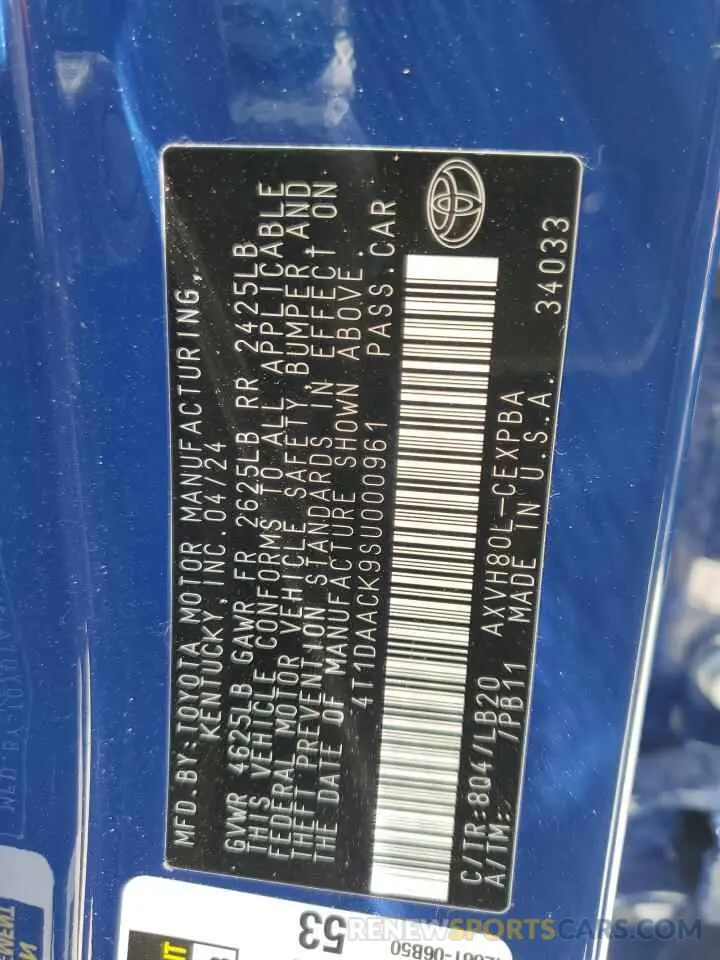 MFD.BY:TOYOTA MOTOR MANUFACTURING,
KENTUCKY, INC. 04/24
GVWR 4625LB GAWR FR 2625LB RR 2425LB
THIS VEHICLE CONFORMS TO ALL APPLICABLE
FEDERAL MOTOR VEHICLE SAFETY, BUMPER, AND
THEFT PREVENTION STANDARDS IN EFFECT ON
THE DATE OF MANUFACTURE SHOWN ABOVE.
4T1DAACK9SU000961 PASS.CAR
C/TR:8Q4/LB20 AXVH80L-CEXPBA 34033
A/TM: /PB11 MADE IN U.S.A.
53
06B50
RENEWSPORTSCARS.COM